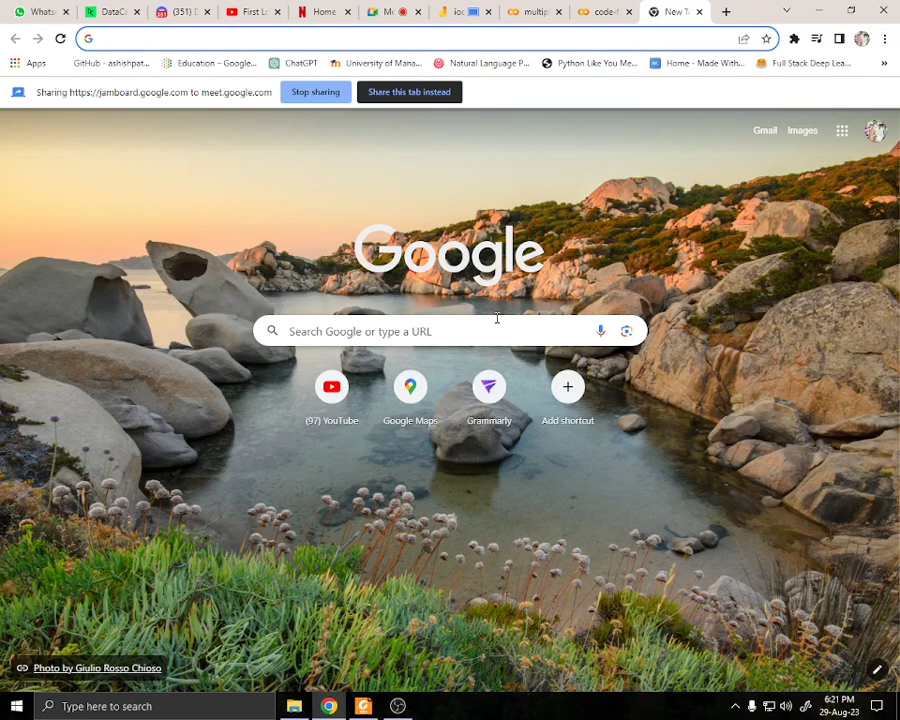 Whats
DataC
(351)
First L
Home
M
multip
code-f
New T
Apps
GitHub - ashishpat...
Education – Google...
ChatGPT
University of Mana...
Natural Language P...
Python Like You Me...
Home - Made With...
Full Stack Deep Lea...
»
Sharing https://jamboard.google.com to meet.google.com
Stop sharing
Share this tab instead
Gmail
Images
Google
Search Google or type a URL
(97) YouTube
Google Maps
Grammarly
Add shortcut
Photo by Giulio Rosso Chioso
Type here to search
6:21 PM
29-Aug-23